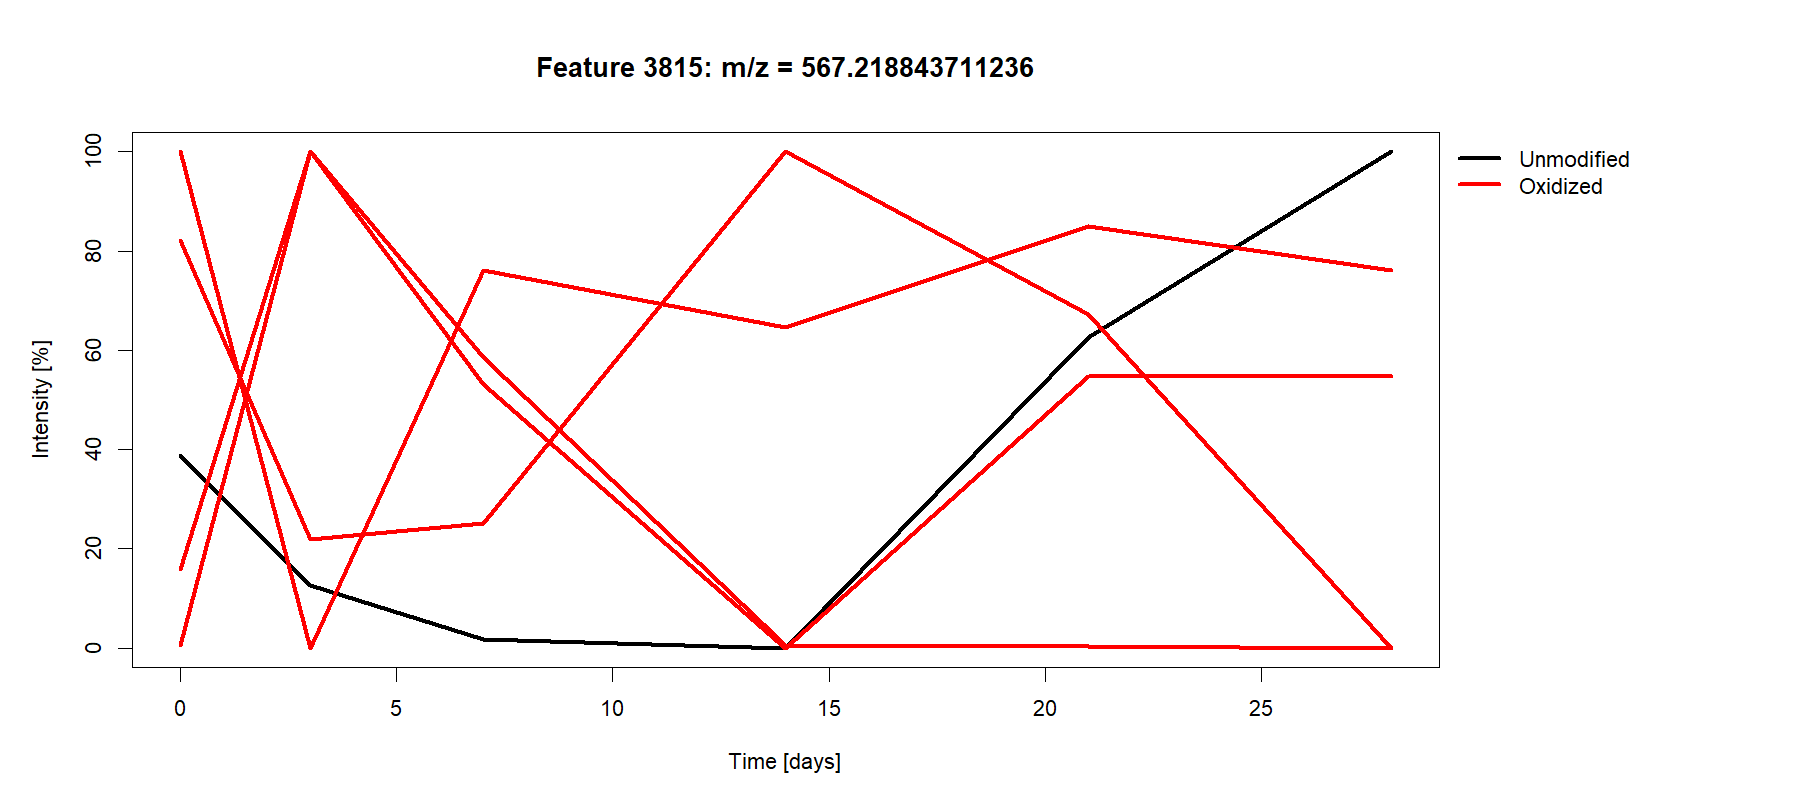 Feature 3815: m/z = 567.218843711236
Unmodified
Oxidized
Intensity [%]
100
80
60
40
20
0
0 5 10 15 20 25
Time [days]